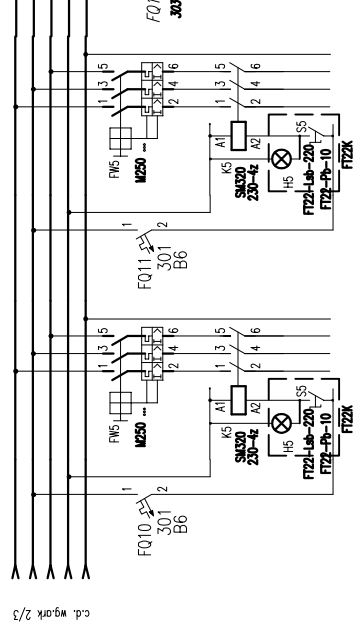 FQ1
303
5
3
1
6
4
2
5
3
1
6
4
2
FW5
M250
...
A1
A2
K5
SM320
230-4z
S5
H5
FT22I-Lsb-220
FT22-Pb-10
FT22K
1
2
FQ11
301
B6
5
3
1
6
4
2
5
3
1
6
4
2
FW5
M250
...
A1
A2
K5
SM320
230-4z
S5
H5
FT22I-Lsb-220
FT22-Pb-10
FT22K
1
2
FQ10
301
B6
c.d. wg.ark 2/3